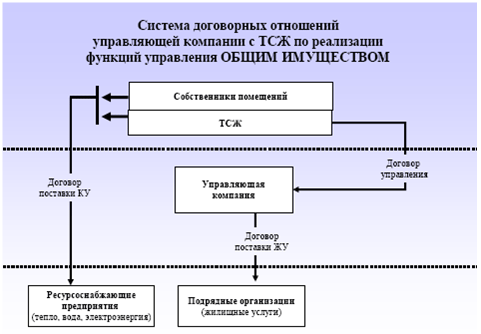 Система договорных отношений
управляющей компании с ТСЖ по реализации
функций управления ОБЩИМ ИМУЩЕСТВОМ
Собственники помещений
ТСЖ
Договор
управления
Договор
поставки КУ
Управляющая
компания
Договор
поставки ЖУ
Ресурсоснабжающие
предприятия
(тепло, вода, электроэнергия)
Подрядные организации
(жилищные услуги)